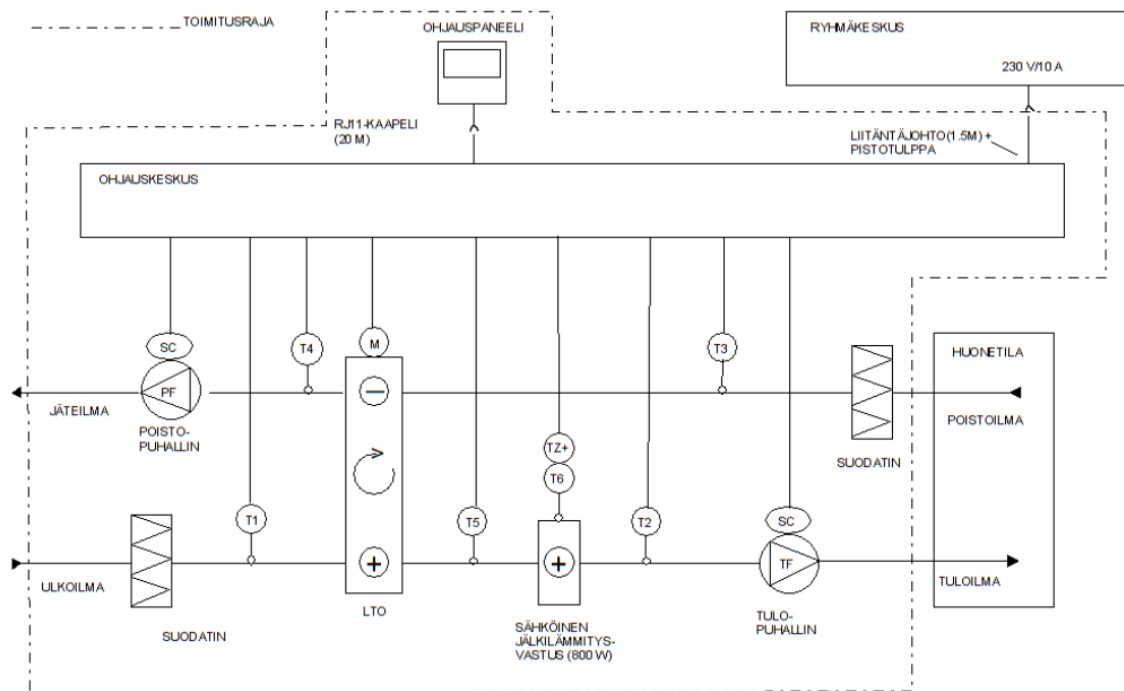 TOIMITUSRAJA
OHJAUSPANEELI
RYHMÄKESKUS
230 V/10 A
RJ11-KAAPELI
(20 M)
LIITÄNTÄJOHTO(1.5M) +
PISTOTULPPA
OHJAUSKESKUS
SC
T4
M
T3
HUONETILA
PF
JÄTEILMA
POISTO-
PUHALLIN
POISTOILMA
TZ+
T6
SUODATIN
T1
T5
T2
SC
TF
ULKOILMA
TULOILMA
LTO
SUODATIN
SÄHKÖINEN
JÄLKILÄMMITYS-
VASTUS (800 W)
TULO-
PUHALLIN